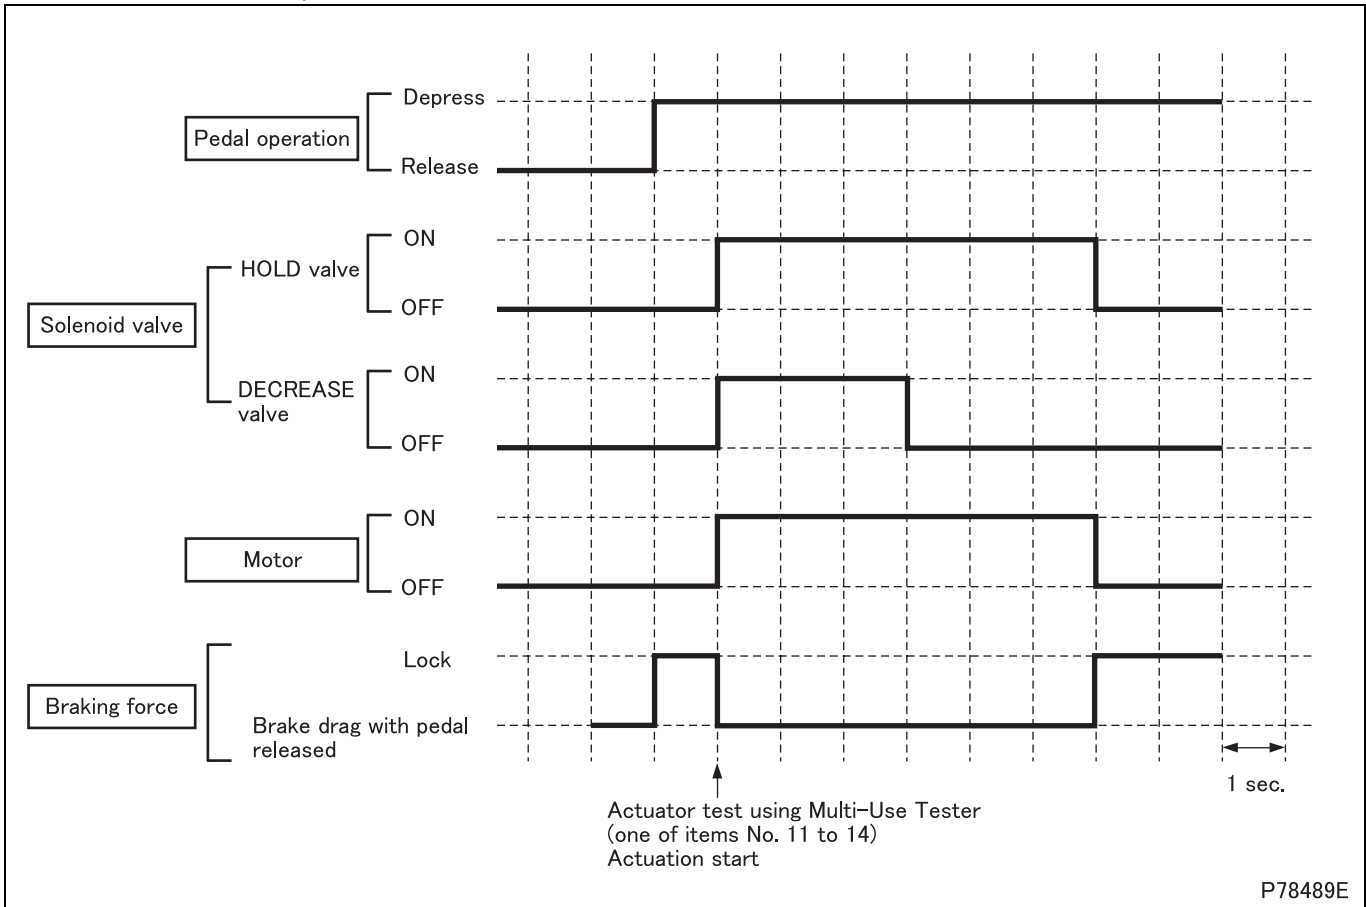 Depress
Pedal operation
Release
ON
HOLD valve
OFF
Solenoid valve
ON
DECREASE
valve
OFF
ON
Motor
OFF
Lock
Braking force
Brake drag with pedal
released
1 sec.
Actuator test using Multi-Use Tester
(one of items No. 11 to 14)
Actuation start
P78489E